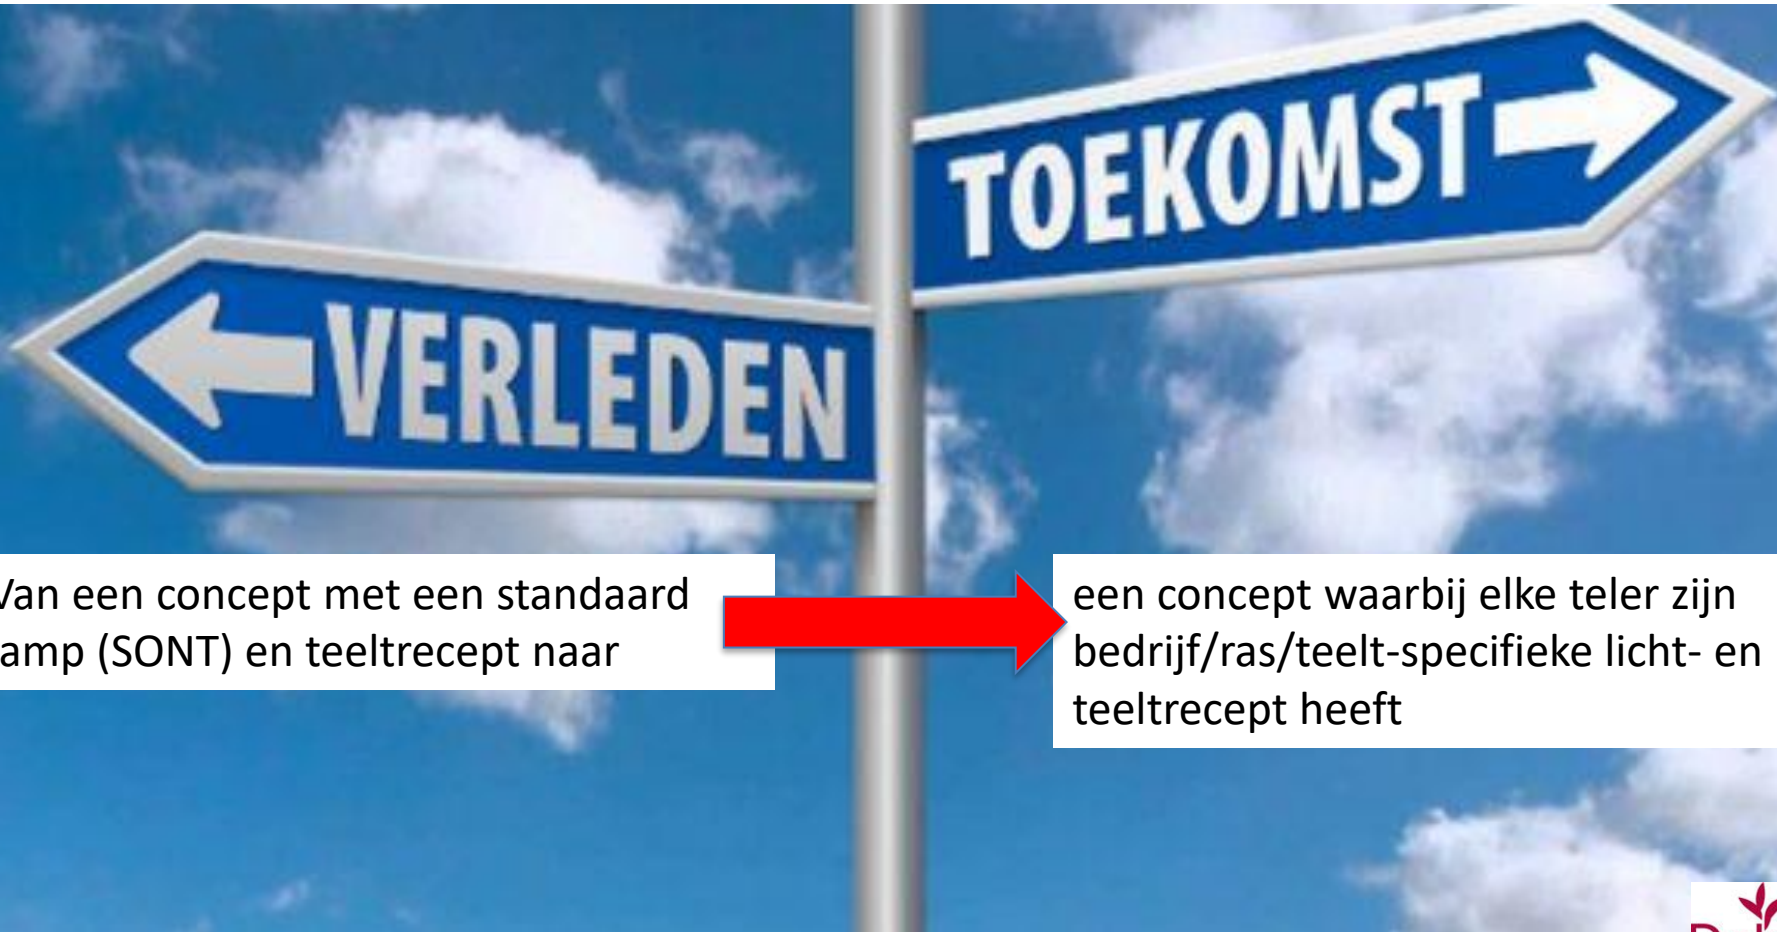 TOEKOMST
VERLEDEN
Van een concept met een standaard
lamp (SONT) en teeltrecept naar
een concept waarbij elke teler zijn
bedrijf/ras/teelt-specifieke licht- en
teeltrecept heeft